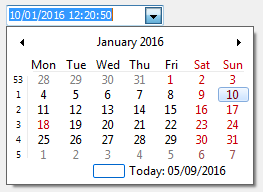 10/01/2016 12:20:50
January 2016
Mon Tue Wed Thu Fri Sat Sun
53 28 29 30 31 1 2 3
1 4 5 6 7 8 9 10
2 11 12 13 14 15 16 17
3 18 19 20 21 22 23 24
4 25 26 27 28 29 30 31
5 1 2 3 4 5 6 7
Today: 05/09/2016